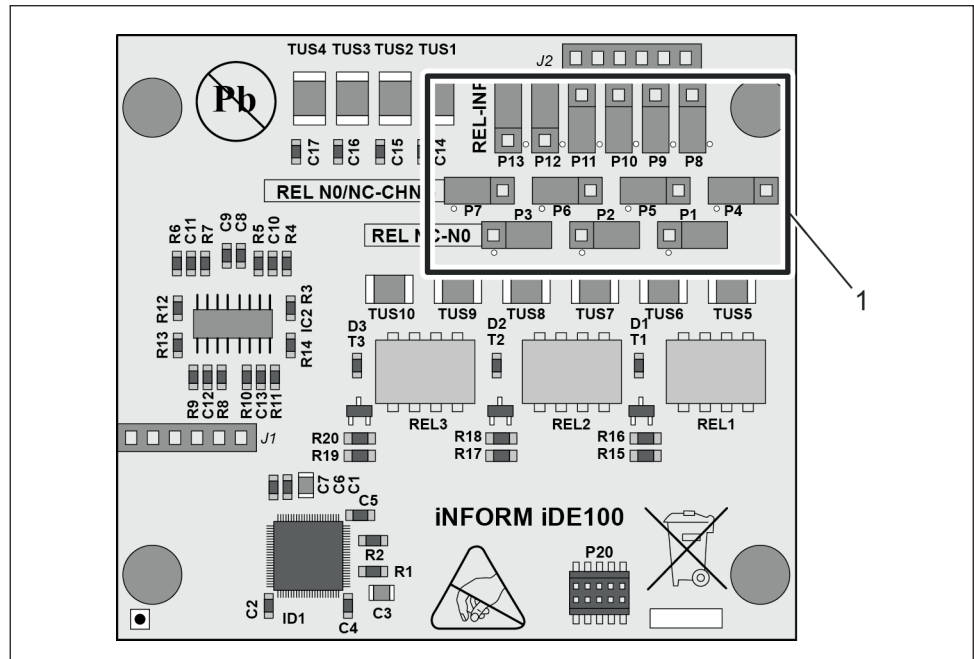 TUS4 TUS3 TUS2 TUS1
J2
Pb
REL-INF
C17 C16 C15 C14
P13 P12 P11 P10 P9 P8
REL N0/NC-CHN
P7 P6 P5 P4
P3 P2 P1
REL NC-N0
R6 C11 R7 C9 C8 R5 C10 R4
1
TUS10 TUS9 TUS8 TUS7 TUS6 TUS5
R12 IC2 R3
D3 D2 D1
T3 T2 T1
R13 R14
R9 C12 R8 R10 C13 R11
REL3 REL2 REL1
J1
R20 R18 R16
R19 R17 R15
C7 C6 C1
C5
iNFORM iDE100
R2
P20
R1
C2 ID1 C4 C3